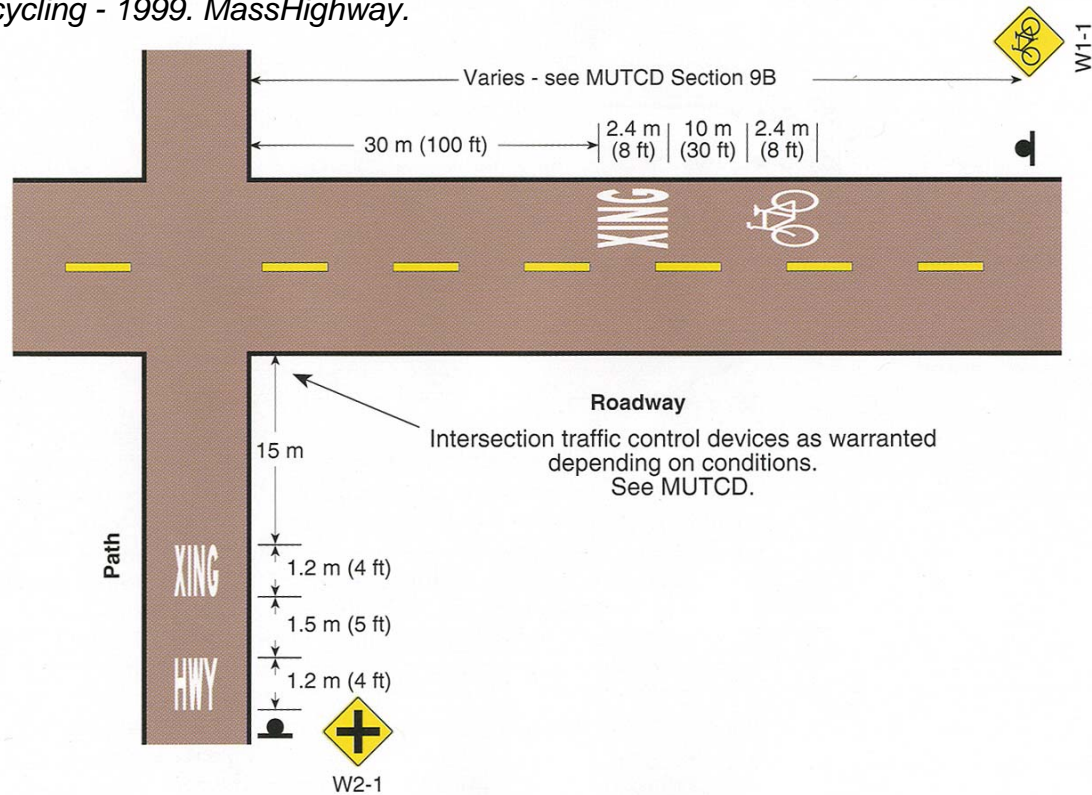 cycling - 1999. MassHighway.
W1-1
Varies - see MUTCD Section 9B
30 m (100 ft)
2.4 m
(8 ft)
10 m
(30 ft)
2.4 m
(8 ft)
XING
Roadway
Intersection traffic control devices as warranted
depending on conditions.
See MUTCD.
15 m
Path
XING
1.2 m (4 ft)
1.5 m (5 ft)
HWY
1.2 m (4 ft)
W2-1